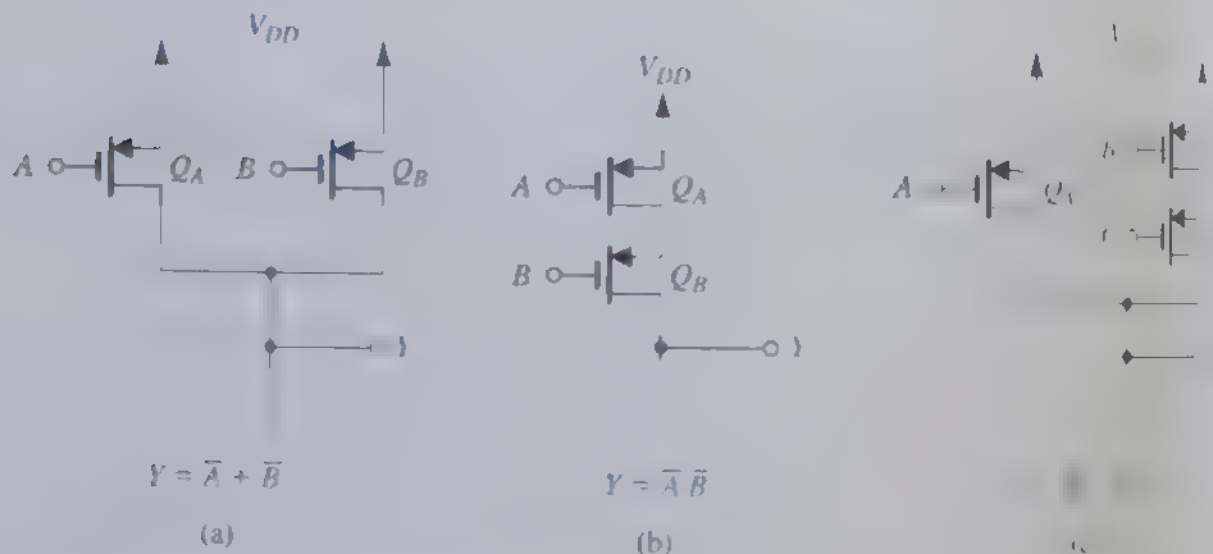 V_DD
V_DD
A Q_A B Q_B
A Q_A
B Q_B
A
Y = A̅ + B̅
Y = A̅ B̅
(a)
(b)